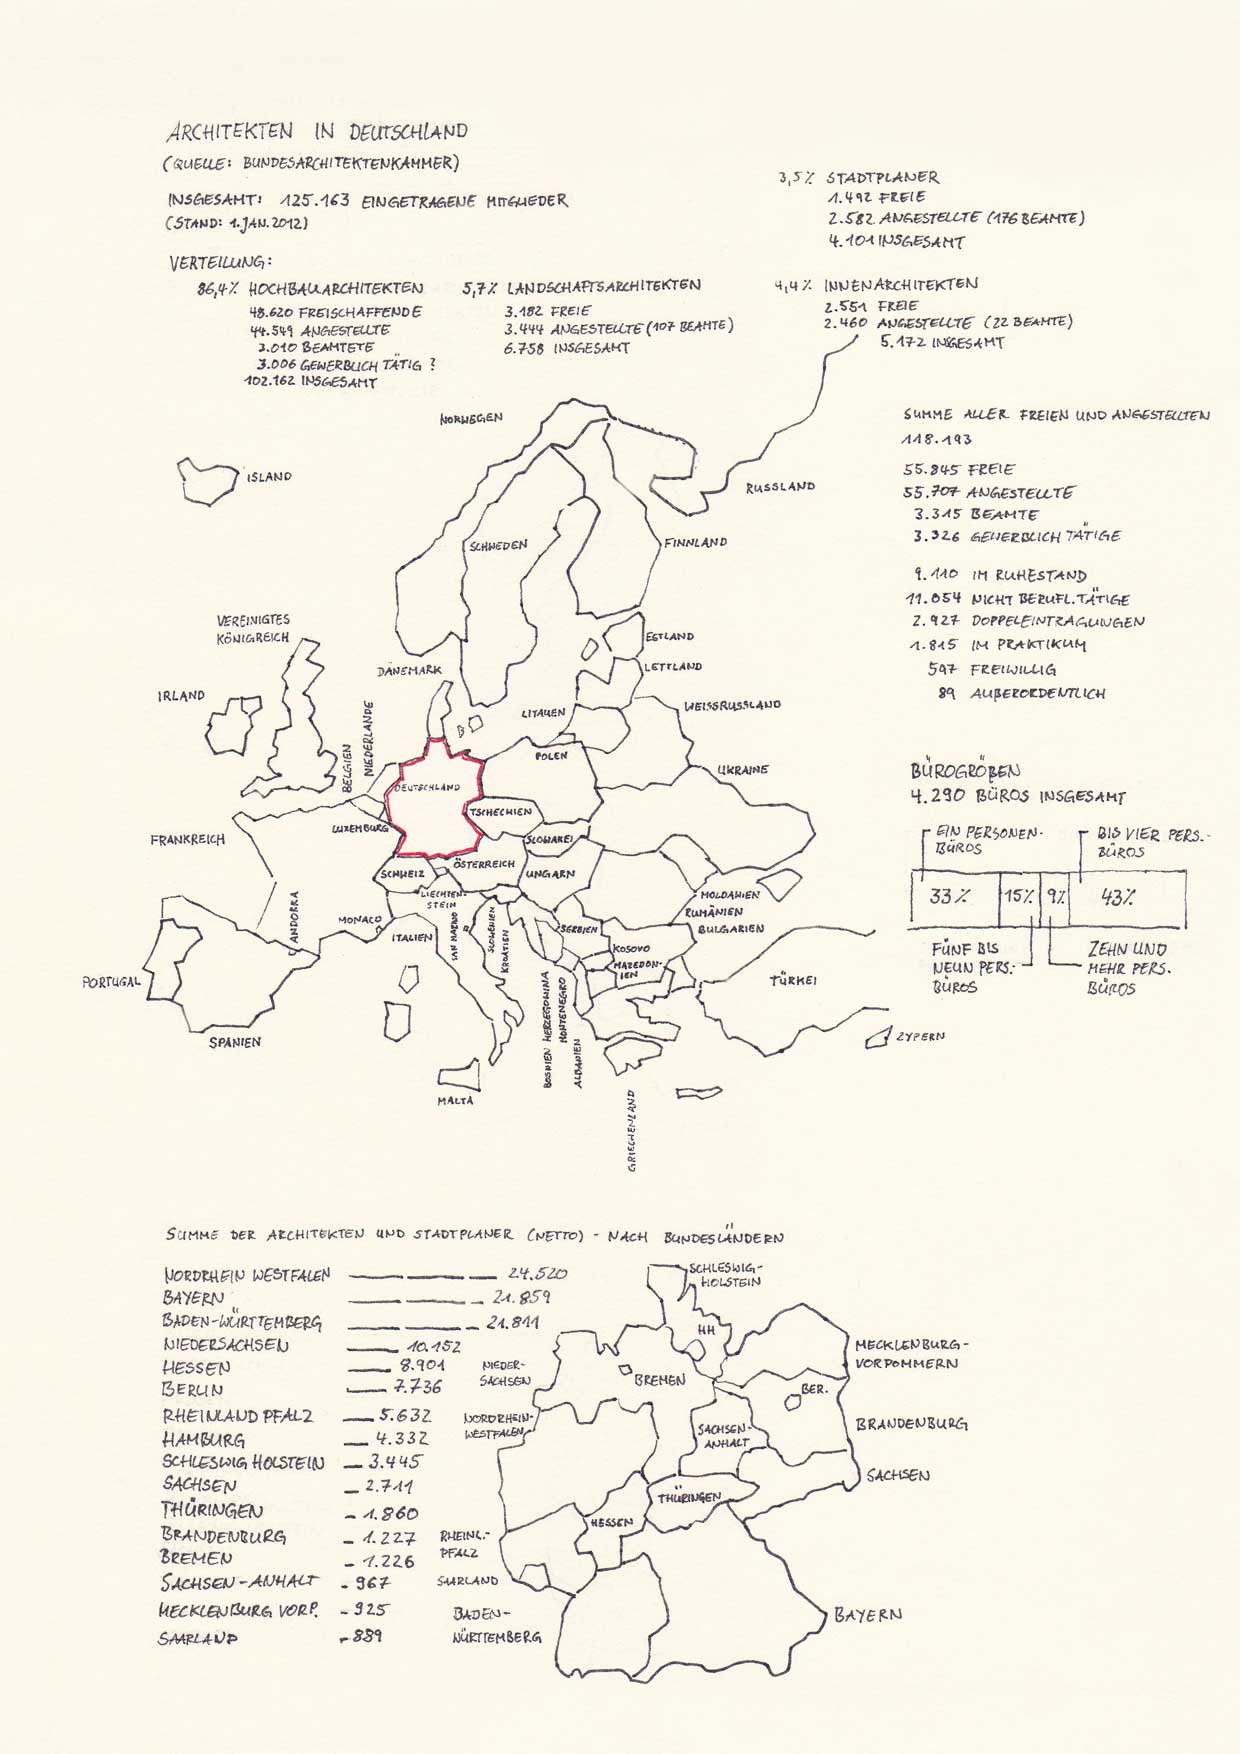 ARCHITEKTEN IN DEUTSCHLAND
(QUELLE: BUNDESARCHITEKTENKAMMER)
INSGESAMT: 125.163 EINGETRAGENE MITGLIEDER
(STAND: 1. JAN. 2012)
VERTEILUNG:
86,4% HOCHBAUARCHITEKTEN
48.620 FREISCHAFFENDE
44.549 ANGESTELLTE
3.010 BEAMTETE
3.006 GEWERBLICH TÄTIG ?
102.162 INSGESAMT
5,7% LANDSCHAFTSARCHITEKTEN
3.182 FREIE
3.444 ANGESTELLTE (107 BEAMTE)
6.758 INSGESAMT
3,5% STADTPLANER
1.492 FREIE
2.582 ANGESTELLTE (176 BEAMTE)
4.101 INSGESAMT
4,4% INNENARCHITEKTEN
2.551 FREIE
2.460 ANGESTELLTE (22 BEAMTE)
5.172 INSGESAMT
SUMME ALLER FREIEN UND ANGESTELLTEN
118.193
55.845 FREIE
55.707 ANGESTELLTE
3.315 BEAMTE
3.326 GEWERBLICH TÄTIGE
9.110 IM RUHESTAND
11.054 NICHT BERUFL. TÄTIGE
2.927 DOPPELEINTRAGUNGEN
1.815 IM PRAKTIKUM
597 FREIWILLIG
89 AUßERORDENTLICH
BÜROGRÖßEN
4.290 BÜROS INSGESAMT
EIN PERSONEN-
BÜROS
BIS VIER PERS.-
BÜROS
33% 15% 9% 43%
FÜNF BIS
NEUN PERS.-
BÜROS
ZEHN UND
MEHR PERS.
BÜROS
NORWEGEN
ISLAND
RUSSLAND
SCHWEDEN
FINNLAND
VEREINIGTES
KÖNIGREICH
ESTLAND
DÄNEMARK
LETTLAND
IRLAND
LITAUEN
WEISSRUSSLAND
BELGIEN
NIEDERLANDE
POLEN
UKRAINE
DEUTSCHLAND
TSCHECHIEN
LUXEMBURG
FRANKREICH
SLOWAKEI
ÖSTERREICH
SCHWEIZ
UNGARN
LIECHTEN-
STEIN
MOLDANIEN
RUMÄNIEN
BULGARIEN
ANDORRA
MONACO
ITALIEN
SAN MARINO
SLOWENIEN
KROATIEN
SERBIEN
KOSOVO
MAZEDON-
IEN
PORTUGAL
TÜRKEI
SPANIEN
BOSNIEN HERZEGOWINA
MONTENEGRO
ALBANIEN
ZYPERN
MALTA
GRIECHENLAND
SUMME DER ARCHITEKTEN UND STADTPLANER (NETTO) - NACH BUNDESLÄNDERN
NORDRHEIN WESTFALEN 24.520
BAYERN 21.859
BADEN-WÜRTTEMBERG 21.811
NIEDERSACHSEN 10.152
HESSEN 8.901
BERLIN 7.736
RHEINLAND PFALZ 5.632
HAMBURG 4.332
SCHLESWIG HOLSTEIN 3.445
SACHSEN 2.711
THÜRINGEN 1.860
BRANDENBURG 1.227
BREMEN 1.226
SACHSEN-ANHALT 967
MECKLENBURG VORP. 925
SAARLAND 889
SCHLESWIG-
HOLSTEIN
HH
MECKLENBURG-
VORPOMMERN
NIEDER-
SACHSEN
BREMEN
BER.
NORDRHEIN-
WESTFALEN
SACHSEN-
ANHALT
BRANDENBURG
SACHSEN
THÜRINGEN
HESSEN
RHEINL.-
PFALZ
SAARLAND
BADEN-
WÜRTTEMBERG
BAYERN